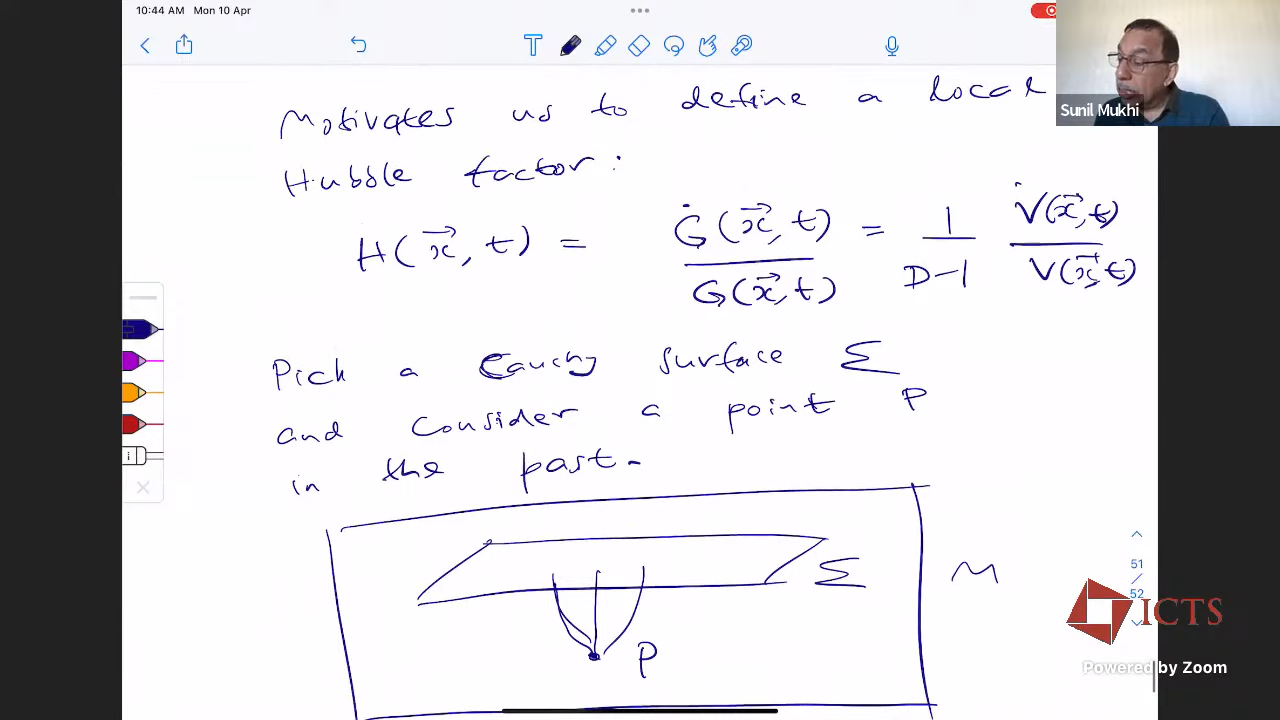 10:44 AM Mon 10 Apr
Sunil Mukhi
Motivates us to define a local
Hubble factor:
H(x⃗, t) = Ġ(x⃗, t) / G(x⃗, t) = 1 / D-1 V̇(x⃗, t) / V(x⃗, t)
Pick a Cauchy surface Σ
and consider a point P
in the past.
Σ
M
P
51
/
52
ICTS
Powered by Zoom